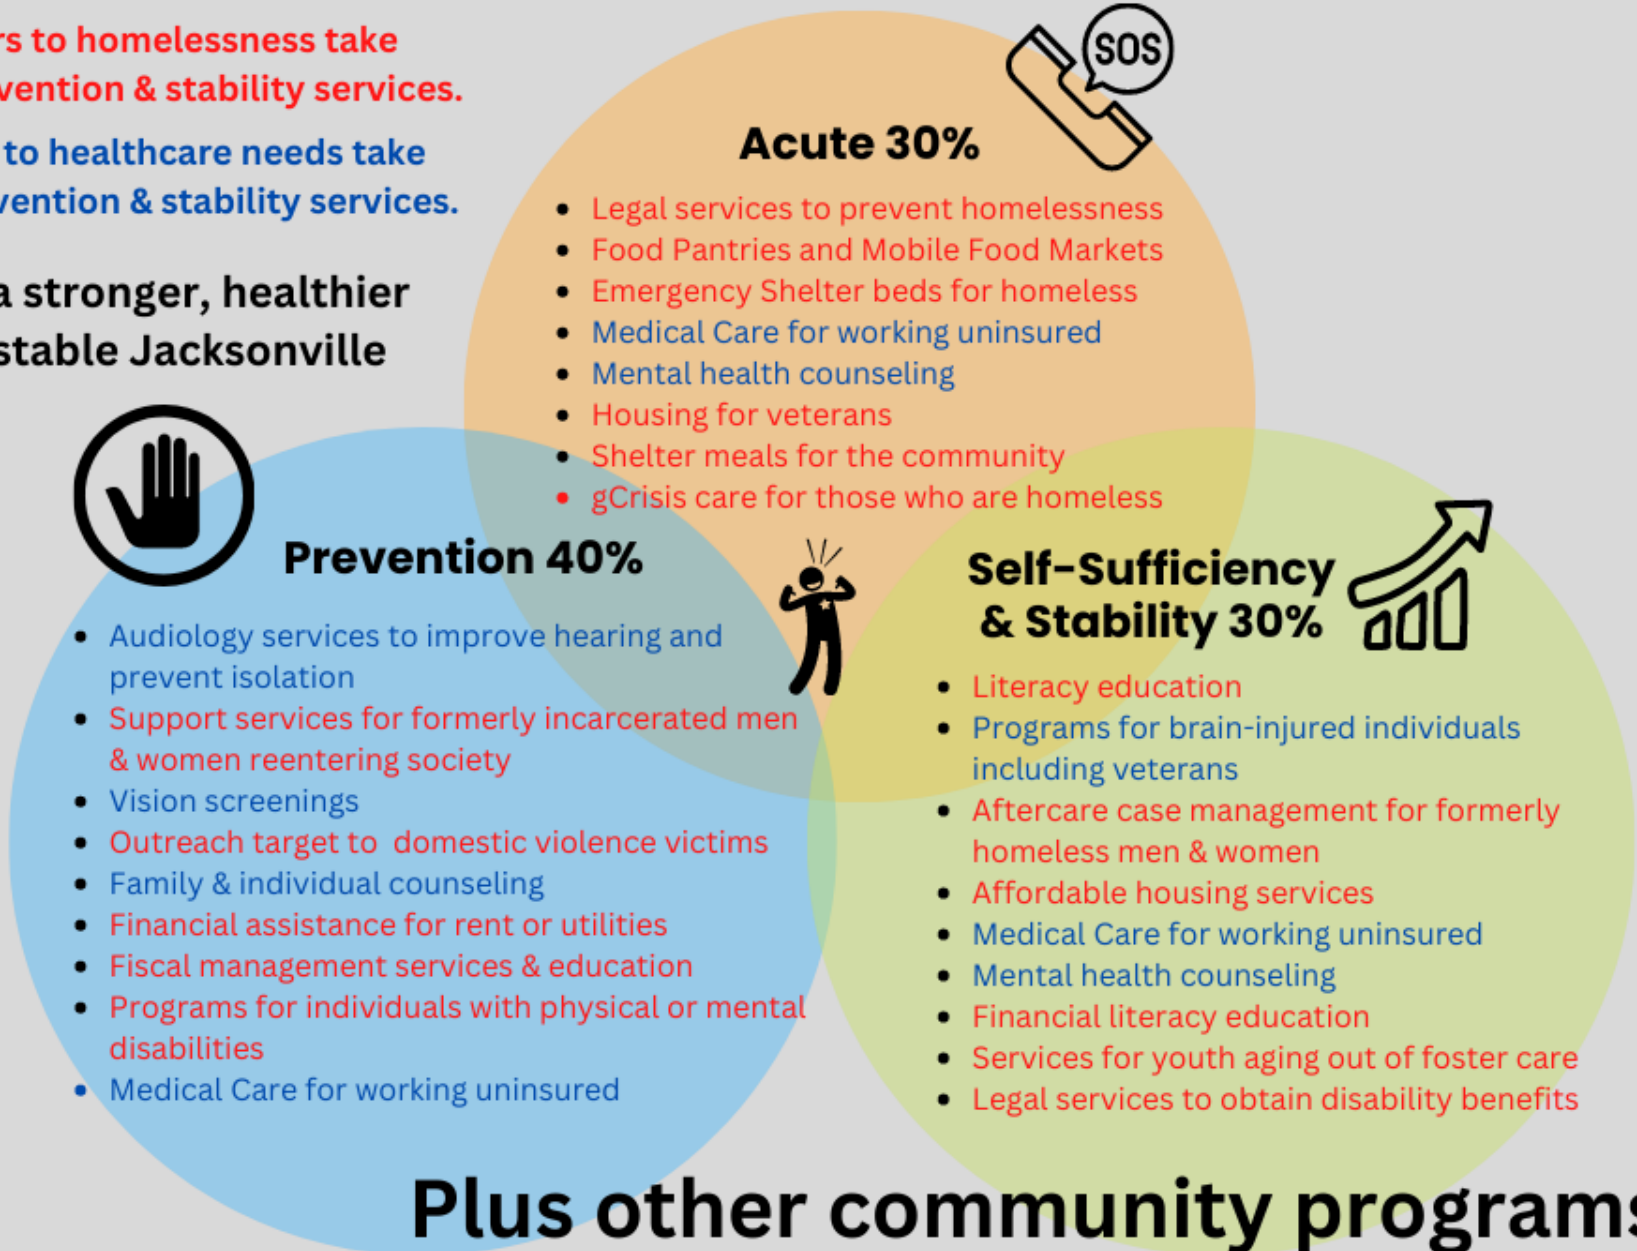 rs to homelessness take
vention & stability services.
to healthcare needs take
vention & stability services.
a stronger, healthier
stable Jacksonville
SOS
Acute 30%
• Legal services to prevent homelessness
• Food Pantries and Mobile Food Markets
• Emergency Shelter beds for homeless
• Medical Care for working uninsured
• Mental health counseling
• Housing for veterans
• Shelter meals for the community
• gCrisis care for those who are homeless
Prevention 40%
• Audiology services to improve hearing and
prevent isolation
• Support services for formerly incarcerated men
& women reentering society
• Vision screenings
• Outreach target to  domestic violence victims
• Family & individual counseling
• Financial assistance for rent or utilities
• Fiscal management services & education
• Programs for individuals with physical or mental
disabilities
• Medical Care for working uninsured
Self-Sufficiency
& Stability 30%
• Literacy education
• Programs for brain-injured individuals
including veterans
• Aftercare case management for formerly
homeless men & women
• Affordable housing services
• Medical Care for working uninsured
• Mental health counseling
• Financial literacy education
• Services for youth aging out of foster care
• Legal services to obtain disability benefits
Plus other community programs